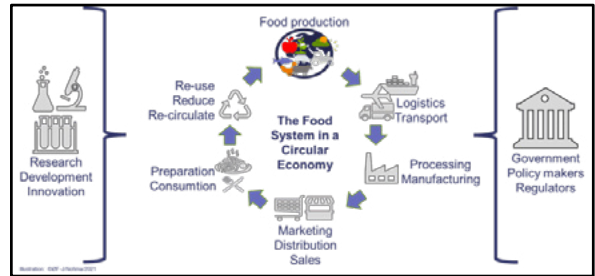 Food production
Logistics
Transport
Processing
Manufacturing
Marketing
Distribution
Sales
Preparation
Consumtion
Re-use
Reduce
Re-circulate
The Food
System in a
Circular
Economy
Research
Development
Innovation
Government
Policy makers
Regulators